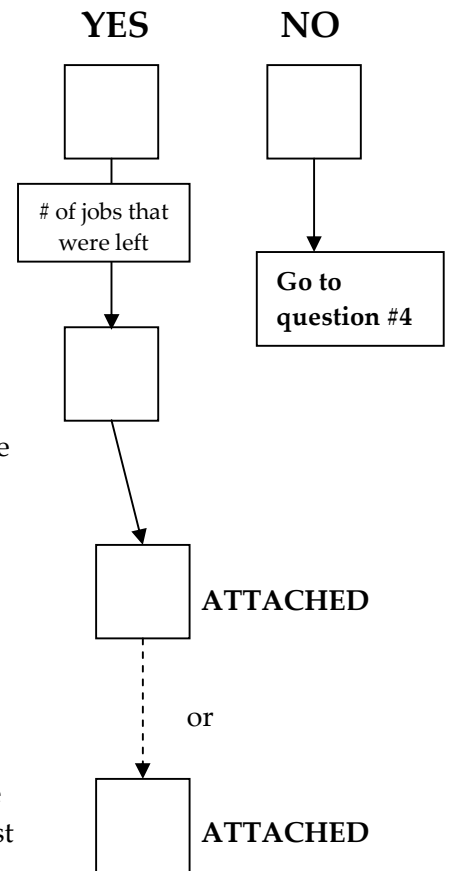 YES NO
# of jobs that
were left
Go to
question #4
ATTACHED
or
ATTACHED